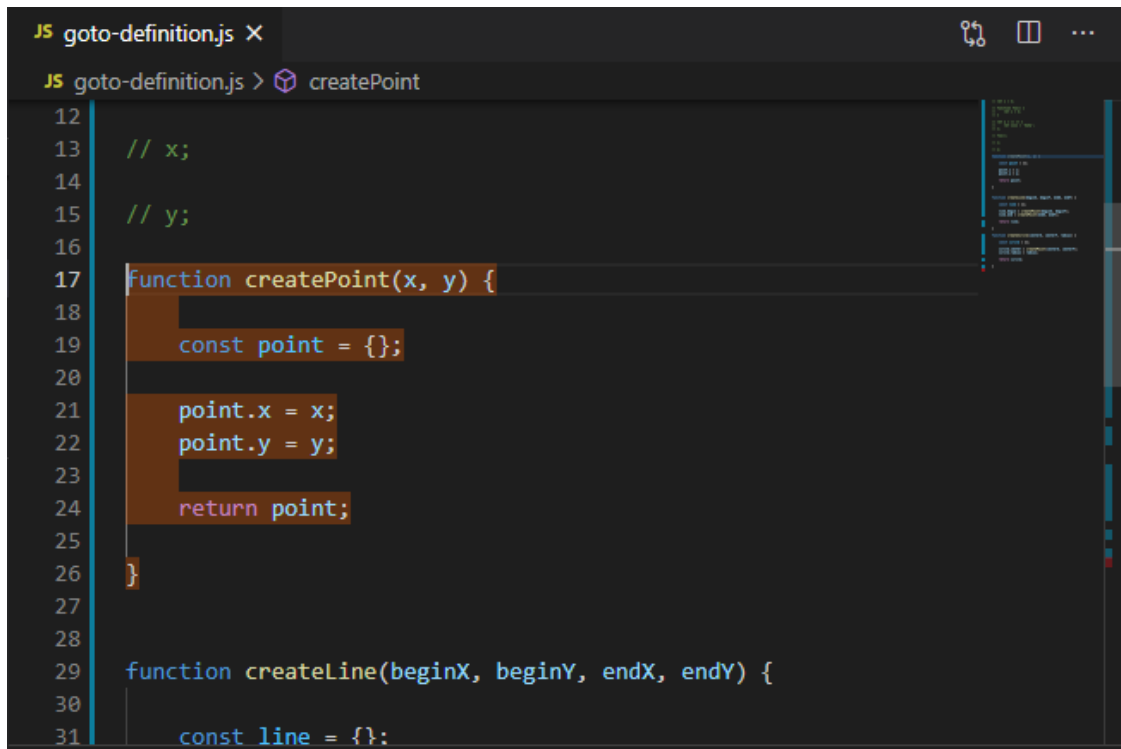 JS goto-definition.js ×
JS goto-definition.js > createPoint
12
13 // x;
14
15 // y;
16
17 function createPoint(x, y) {
18
19 const point = {};
20
21 point.x = x;
22 point.y = y;
23
24 return point;
25
26 }
27
28
29 function createLine(beginX, beginY, endX, endY) {
30
31 const line = {};